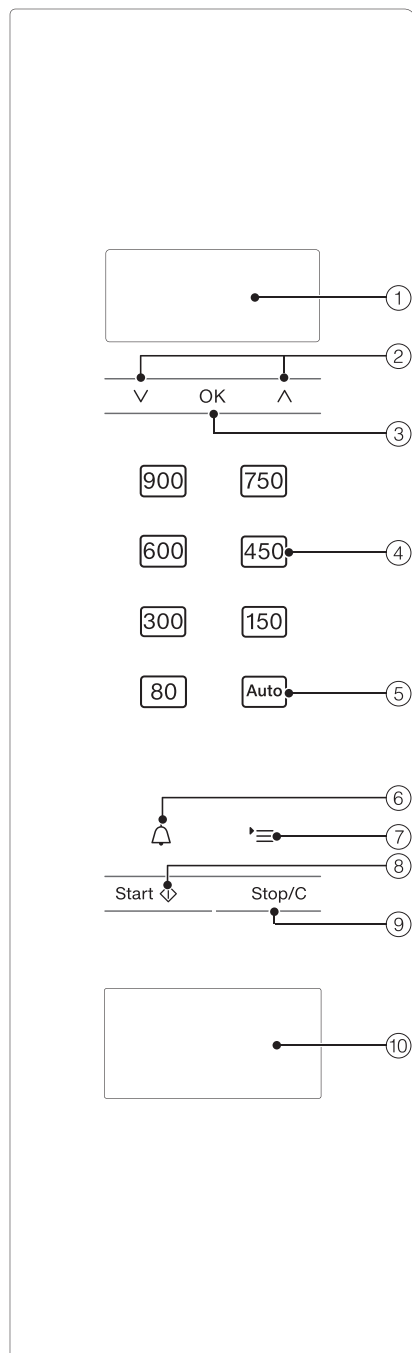 ①
②
∨ OK ∧
③
900 750
600 450 ④
300 150
80 Auto ⑤
⑥
⑦
⑧
Start Stop/C
⑨
⑩